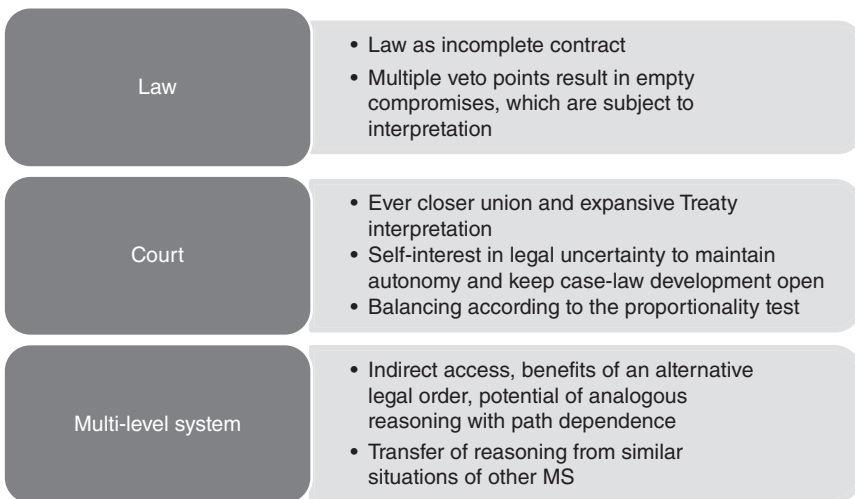 Law
• Law as incomplete contract
• Multiple veto points result in empty
compromises, which are subject to
interpretation
Court
• Ever closer union and expansive Treaty
interpretation
• Self-interest in legal uncertainty to maintain
autonomy and keep case-law development open
• Balancing according to the proportionality test
Multi-level system
• Indirect access, benefits of an alternative
legal order, potential of analogous
reasoning with path dependence
• Transfer of reasoning from similar
situations of other MS